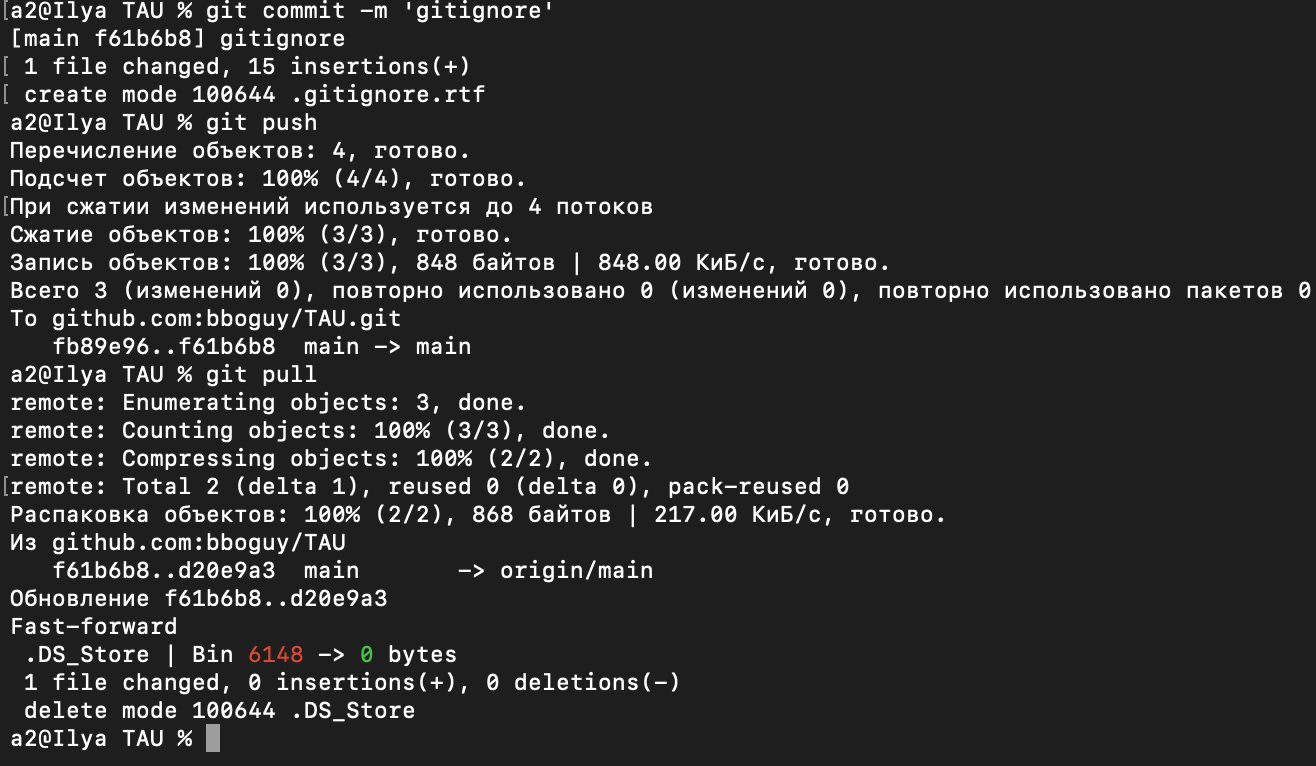 [a2@Ilya TAU % git commit -m 'gitignore'
[main f61b6b8] gitignore
[ 1 file changed, 15 insertions(+)
[ create mode 100644 .gitignore.rtf
a2@Ilya TAU % git push
Перечисление объектов: 4, готово.
Подсчет объектов: 100% (4/4), готово.
[При сжатии изменений используется до 4 потоков
Сжатие объектов: 100% (3/3), готово.
Запись объектов: 100% (3/3), 848 байтов | 848.00 КиБ/с, готово.
Всего 3 (изменений 0), повторно использовано 0 (изменений 0), повторно использовано пакетов 0
To github.com:bboguy/TAU.git
   fb89e96..f61b6b8  main -> main
a2@Ilya TAU % git pull
remote: Enumerating objects: 3, done.
remote: Counting objects: 100% (3/3), done.
remote: Compressing objects: 100% (2/2), done.
[remote: Total 2 (delta 1), reused 0 (delta 0), pack-reused 0
Распаковка объектов: 100% (2/2), 868 байтов | 217.00 КиБ/с, готово.
Из github.com:bboguy/TAU
   f61b6b8..d20e9a3  main       -> origin/main
Обновление f61b6b8..d20e9a3
Fast-forward
 .DS_Store | Bin 6148 -> 0 bytes
 1 file changed, 0 insertions(+), 0 deletions(-)
 delete mode 100644 .DS_Store
a2@Ilya TAU %